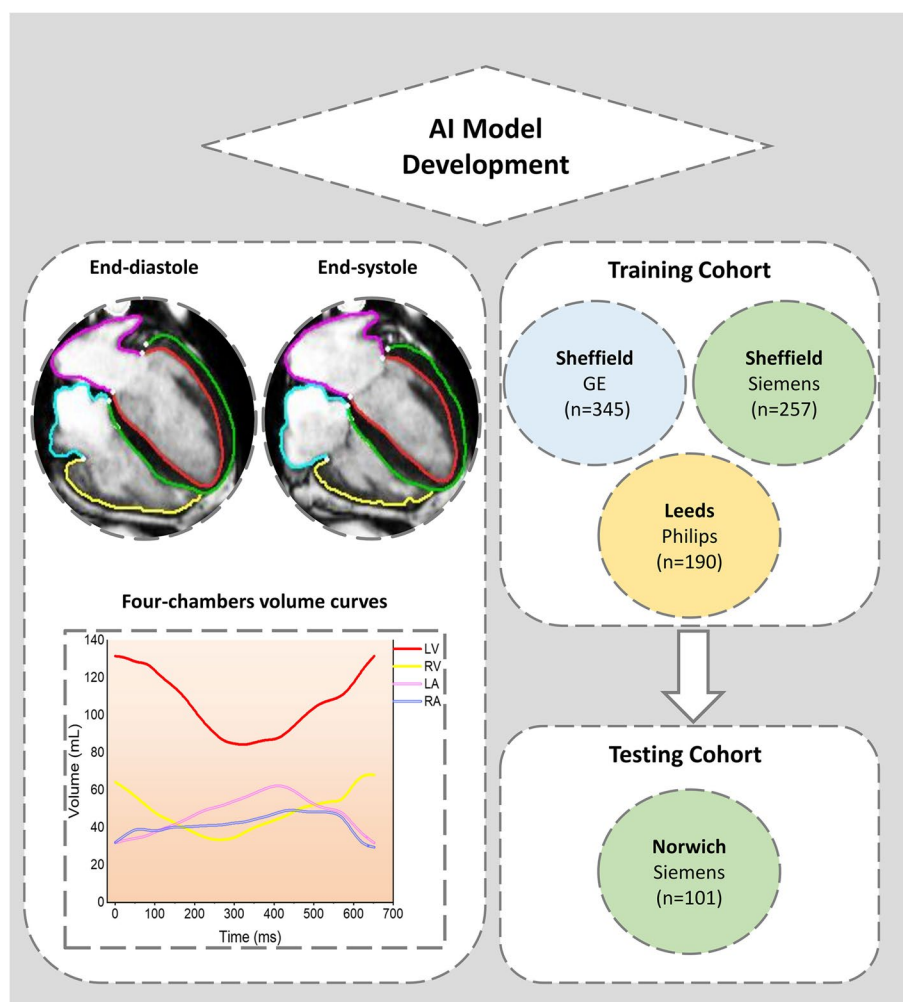 AI Model
Development
End-diastole
End-systole
Four-chambers volume curves
140
120
100
80
60
40
20
0
Volume (mL)
0
100
200
300
400
500
600
700
Time (ms)
LV
RV
LA
RA
Training Cohort
Sheffield
GE
(n=345)
Sheffield
Siemens
(n=257)
Leeds
Philips
(n=190)
Testing Cohort
Norwich
Siemens
(n=101)